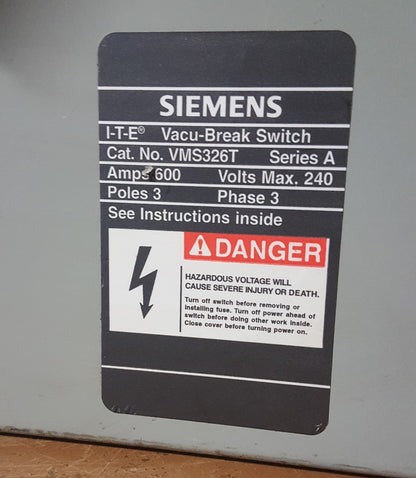 SIEMENS
I-T-E® Vacu-Break Switch
Cat. No. VMS326T Series A
Amps 600 Volts Max. 240
Poles 3 Phase 3
See Instructions inside
DANGER
HAZARDOUS VOLTAGE WILL
CAUSE SEVERE INJURY OR DEATH.
Turn off switch before removing or
installing fuse. Turn off power ahead of
switch before doing other work inside.
Close cover before turning power on.